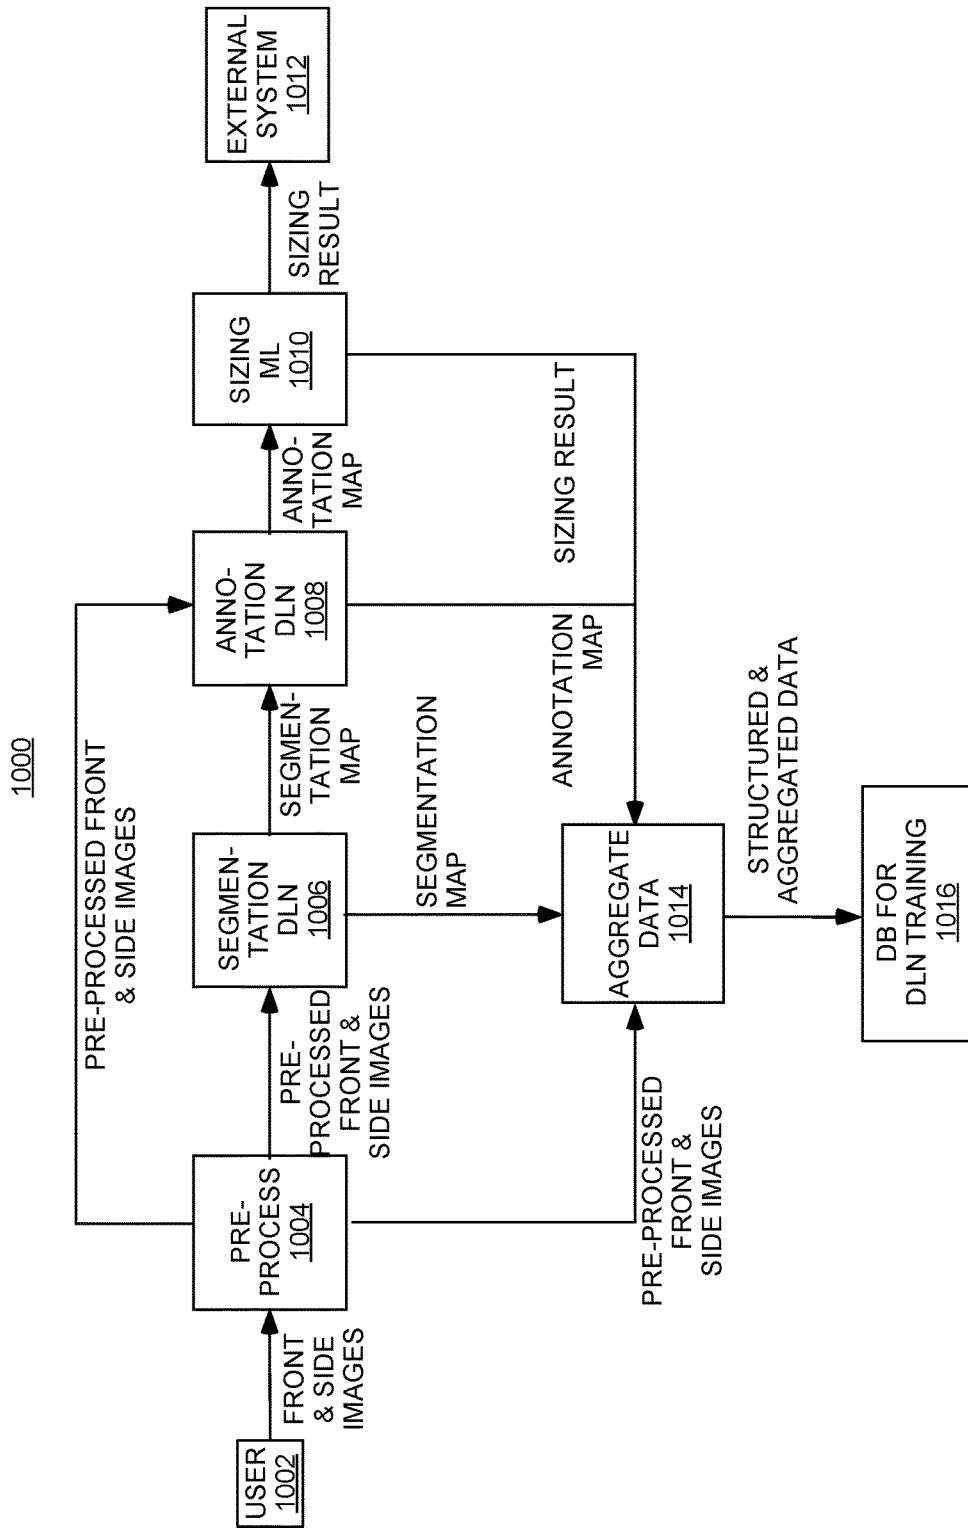 1000
PRE-PROCESSED FRONT
& SIDE IMAGES
USER
1002
FRONT
& SIDE
IMAGES
PRE-
PROCESS
1004
PRE-
PROCESSED
FRONT &
SIDE IMAGES
SEGMEN-
TATION
DLN
1006
SEGMEN-
TATION
MAP
ANNO-
TATION
DLN
1008
ANNO-
TATION
MAP
SIZING
ML
1010
SIZING
RESULT
EXTERNAL
SYSTEM
1012
PRE-PROCESSED
FRONT &
SIDE IMAGES
SEGMENTATION
MAP
ANNOTATION
MAP
SIZING RESULT
AGGREGATE
DATA
1014
STRUCTURED &
AGGREGATED DATA
DB FOR
DLN TRAINING
1016